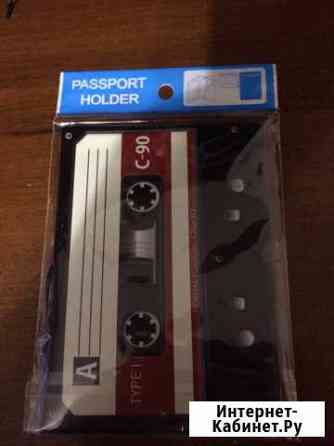 PASSPORT
HOLDER
C-90
A
TYPE I
Интернет-
Кабинет.Ру